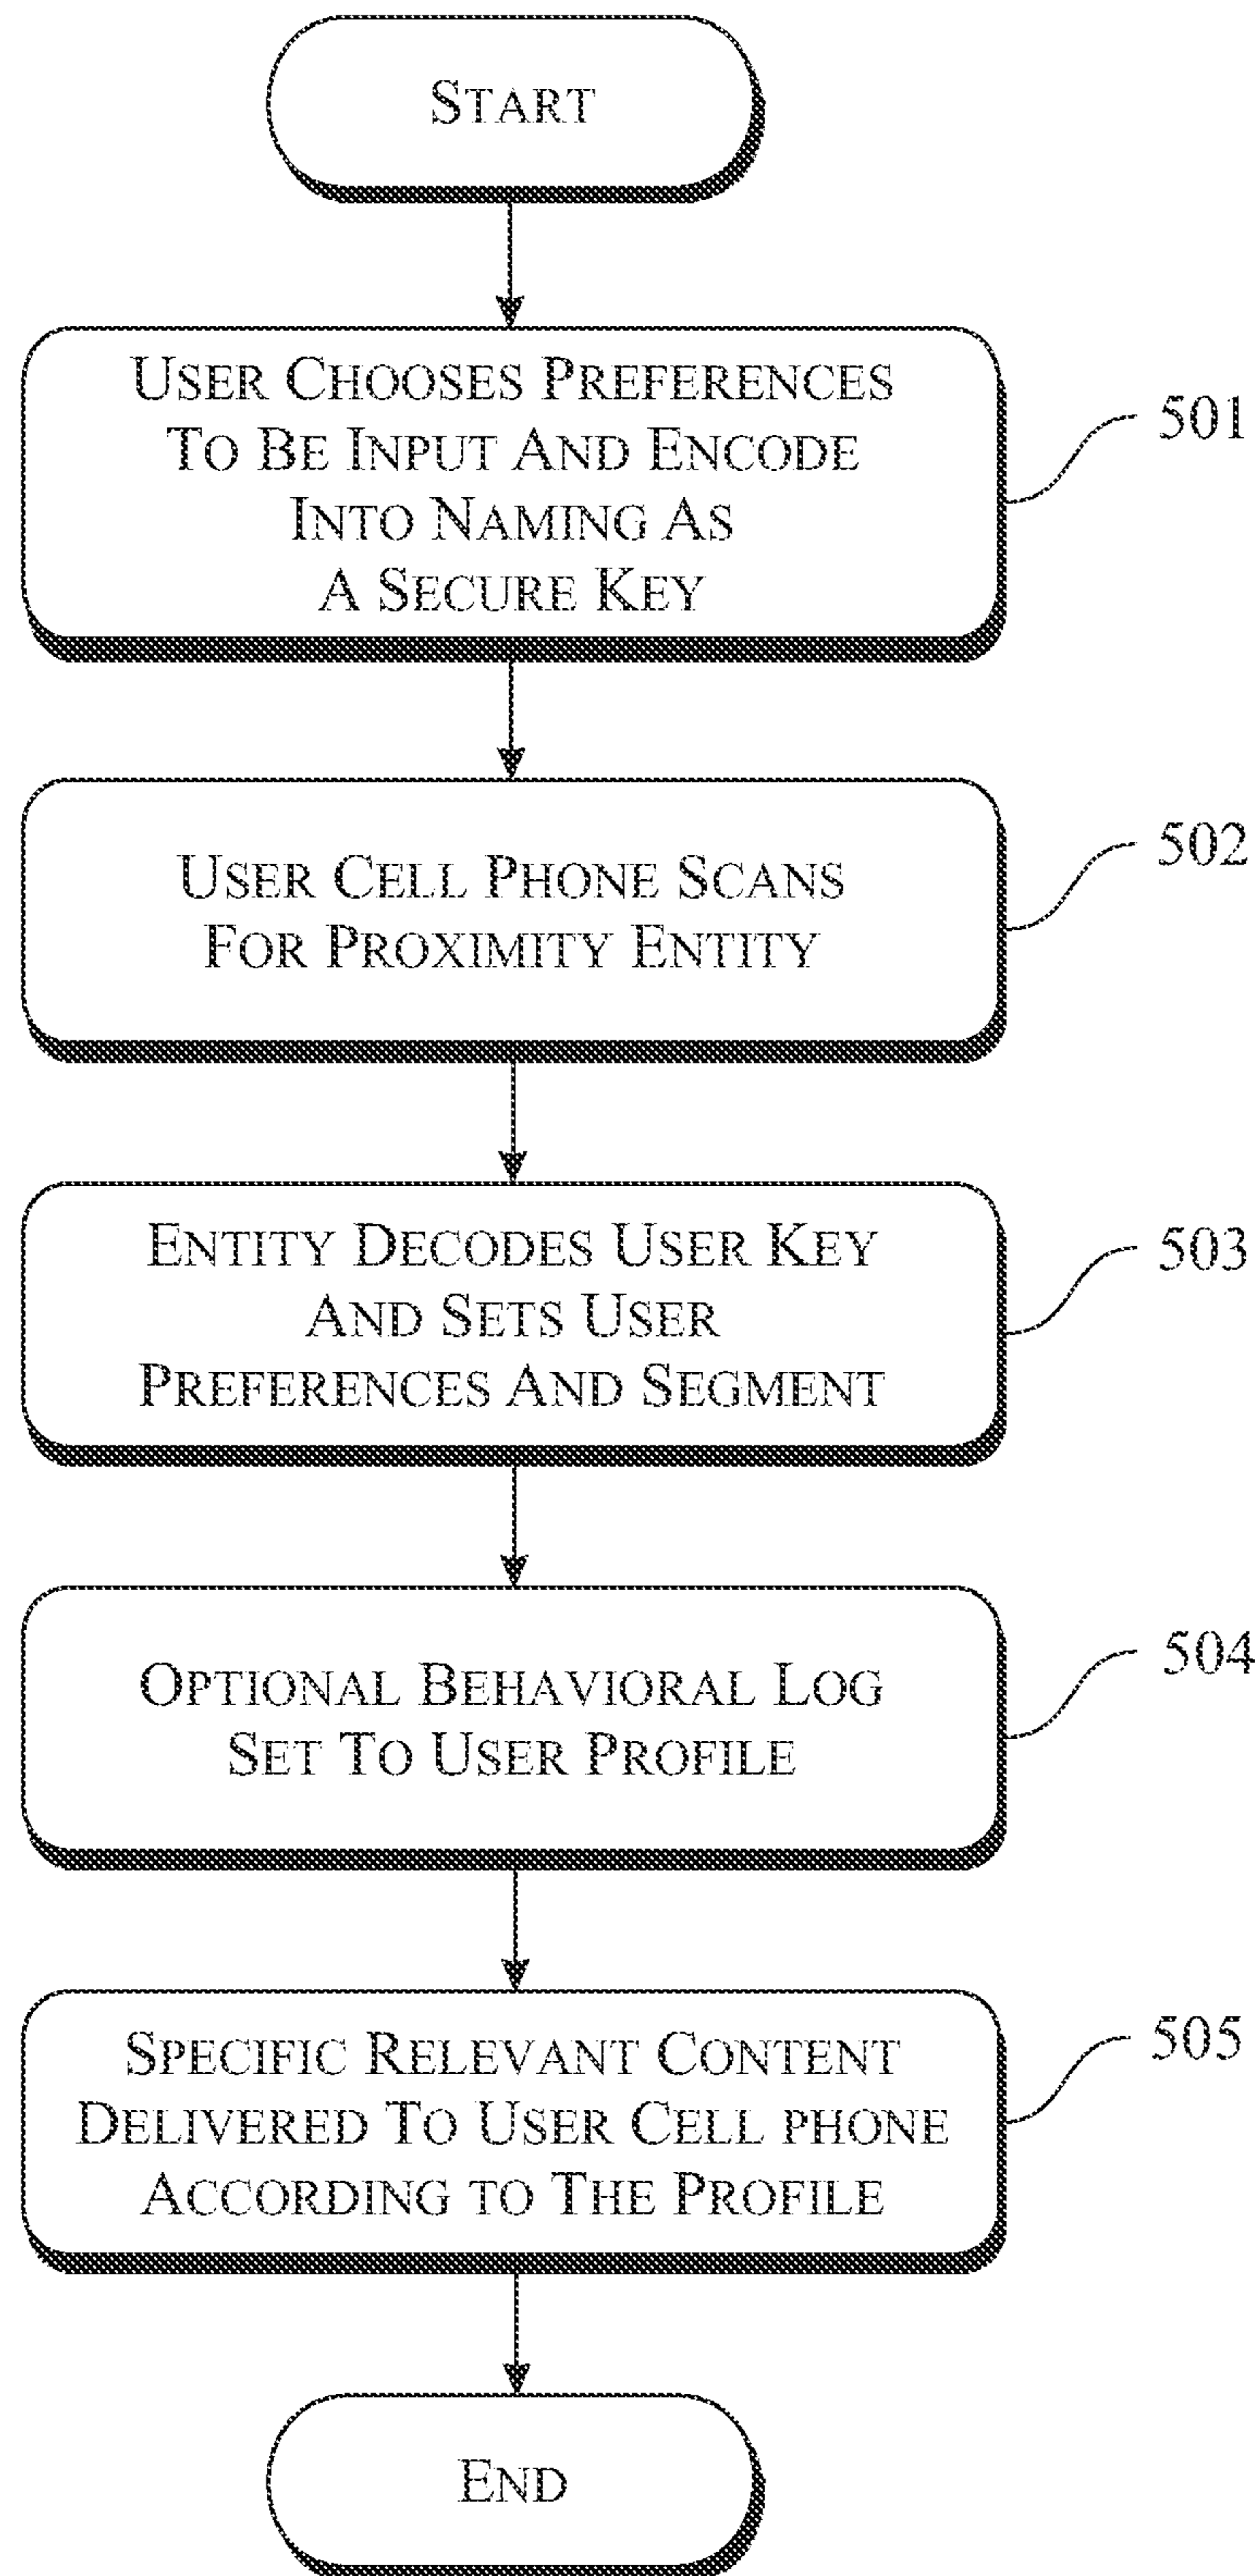 START
USER CHOOSES PREFERENCES
TO BE INPUT AND ENCODE
INTO NAMING AS
A SECURE KEY
501
USER CELL PHONE SCANS
FOR PROXIMITY ENTITY
502
ENTITY DECODES USER KEY
AND SETS USER
PREFERENCES AND SEGMENT
503
OPTIONAL BEHAVIORAL LOG
SET TO USER PROFILE
504
SPECIFIC RELEVANT CONTENT
DELIVERED TO USER CELL PHONE
ACCORDING TO THE PROFILE
505
END